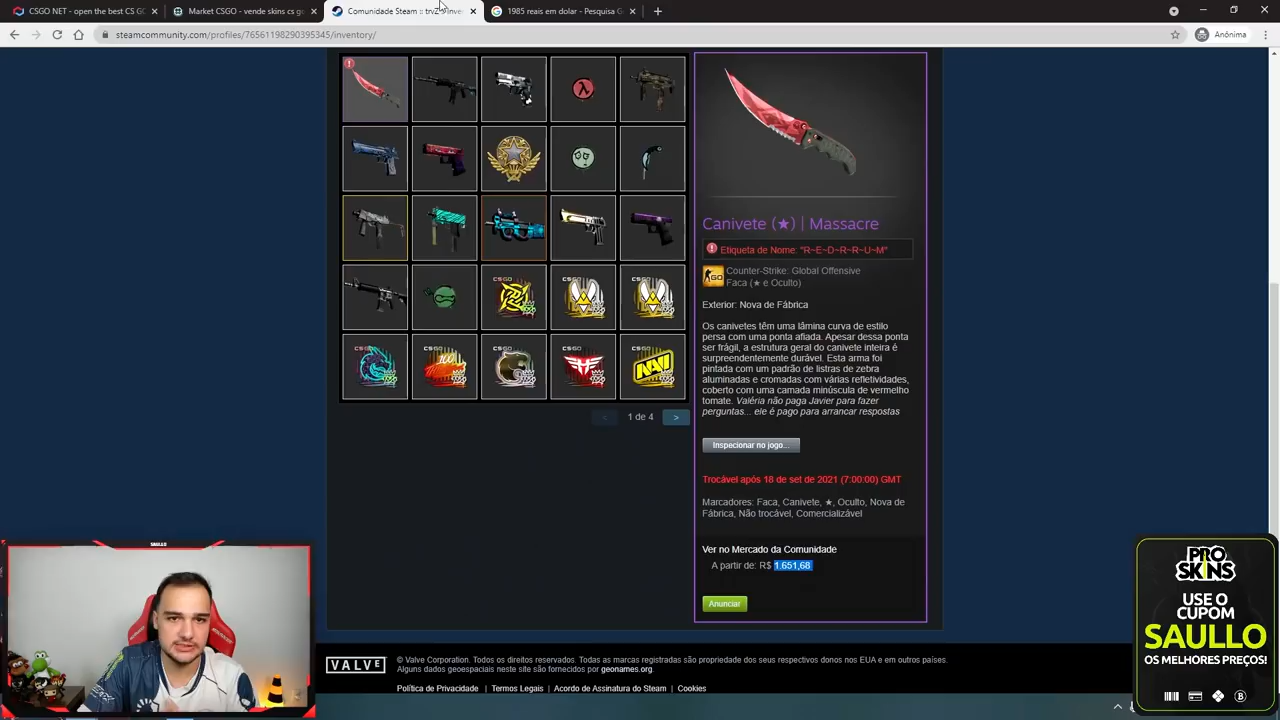 CSGO NET - open the best CS GO
Market CSGO - vende skins cs go
Comunidade Steam :: trvZ
1985 reais em dolar - Pesquisa G
steamcommunity.com/profiles/76561198290395345/inventory/
Anónima
Canivete (★) | Massacre
Etiqueta de Nome: "R~E~D~R~R~U~M"
Counter-Strike: Global Offensive
Faca (★ e Oculto)
Exterior: Nova de Fábrica
Os canivetes têm uma lâmina curva de estilo
persa com uma ponta afiada. Apesar dessa ponta
ser frágil, a estrutura geral do canivete inteira é
surpreendentemente durável. Esta arma foi
pintada com um padrão de listras de zebra
aluminadas e cromadas com várias refletividades,
coberto com uma camada minúscula de vermelho
tomate. Valéria não paga Javier para fazer
perguntas... ele é pago para arrancar respostas
1 de 4
Inspecionar no jogo...
Trocável após 18 de set de 2021 (7:00:00) GMT
Marcadores: Faca, Canivete, ★, Oculto, Nova de
Fábrica, Não trocável, Comercializável
Ver no Mercado da Comunidade
A partir de: R$ 1.651,68
Anunciar
VALVE
© Valve Corporation. Todos os direitos reservados. Todas as marcas registradas são propriedade dos seus respectivos donos nos EUA e em outros países.
Alguns dados geoespaciais neste site são fornecidos por geonames.org.
Política de Privacidade | Termos Legais | Acordo de Assinatura do Steam | Cookies
SAULLO
PRO
SKINS
USE O
CUPOM
SAULLO
OS MELHORES PREÇOS!